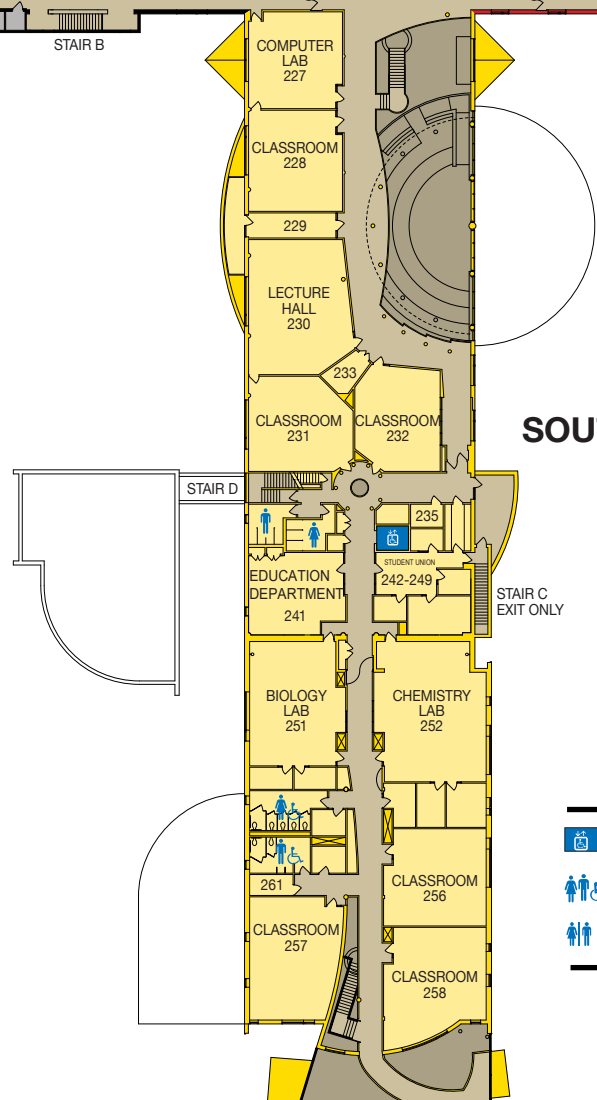 STAIR B
COMPUTER
LAB
227
CLASSROOM
228
229
LECTURE
HALL
230
233
CLASSROOM
231
CLASSROOM
232
SOU
STAIR D
235
STUDENT UNION
242-249
EDUCATION
DEPARTMENT
241
STAIR C
EXIT ONLY
BIOLOGY
LAB
251
CHEMISTRY
LAB
252
261
CLASSROOM
256
CLASSROOM
257
CLASSROOM
258